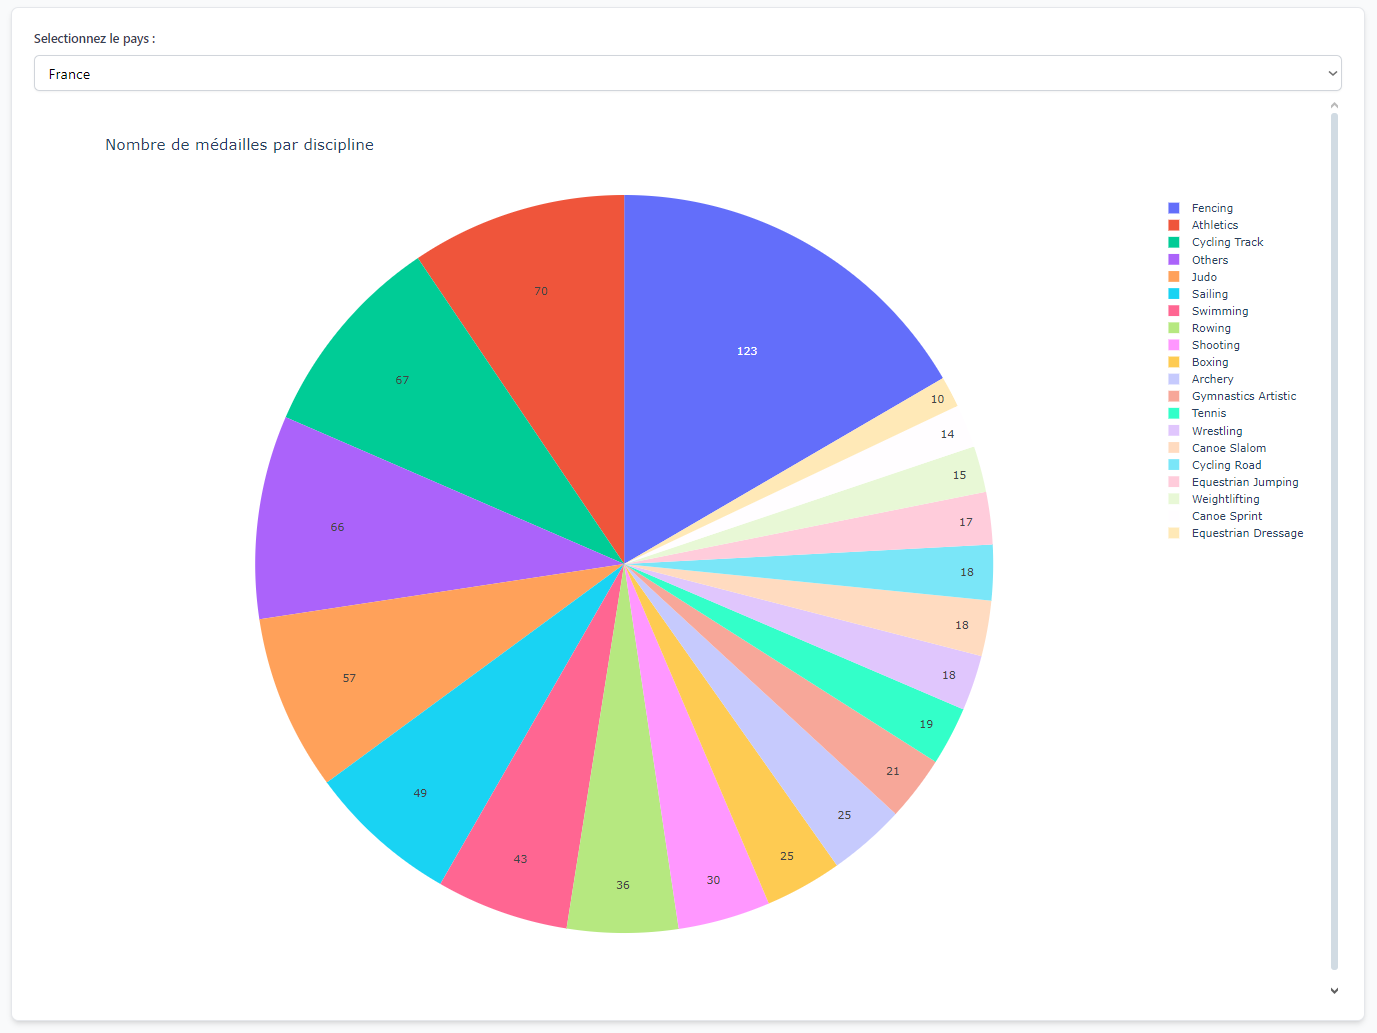 Selectionnez le pays :
France
Nombre de médailles par discipline
123
70
67
66
57
49
43
36
30
25
25
21
19
18
18
18
17
15
14
10
Fencing
Athletics
Cycling Track
Others
Judo
Sailing
Swimming
Rowing
Shooting
Boxing
Archery
Gymnastics Artistic
Tennis
Wrestling
Canoe Slalom
Cycling Road
Equestrian Jumping
Weightlifting
Canoe Sprint
Equestrian Dressage